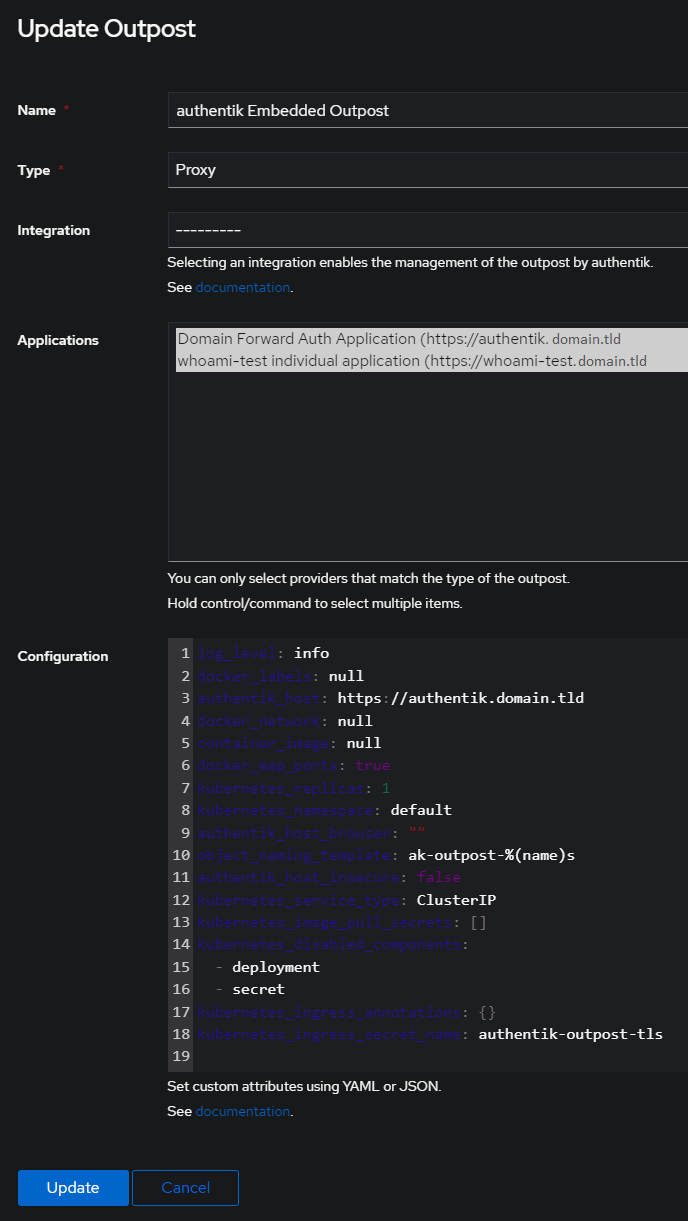 Update Outpost
Name *
authentik Embedded Outpost
Type *
Proxy
Integration
---------
Selecting an integration enables the management of the outpost by authentik.
See documentation.
Applications
Domain Forward Auth Application (https://authentik. domain.tld
whoami-test individual application (https://whoami-test.domain.tld
You can only select providers that match the type of the outpost.
Hold control/command to select multiple items.
Configuration
1 log_level: info
2 docker_labels: null
3 authentik_host: https://authentik.domain.tld
4 docker_network: null
5 container_image: null
6 docker_map_ports: true
7 kubernetes_replicas: 1
8 kubernetes_namespace: default
9 authentik_host_browser: ""
10 object_naming_template: ak-outpost-%(name)s
11 authentik_host_insecure: false
12 kubernetes_service_type: ClusterIP
13 kubernetes_image_pull_secrets: []
14 kubernetes_disabled_components:
15 - deployment
16 - secret
17 kubernetes_ingress_annotations: {}
18 kubernetes_ingress_secret_name: authentik-outpost-tls
19
Set custom attributes using YAML or JSON.
See documentation.
Update
Cancel